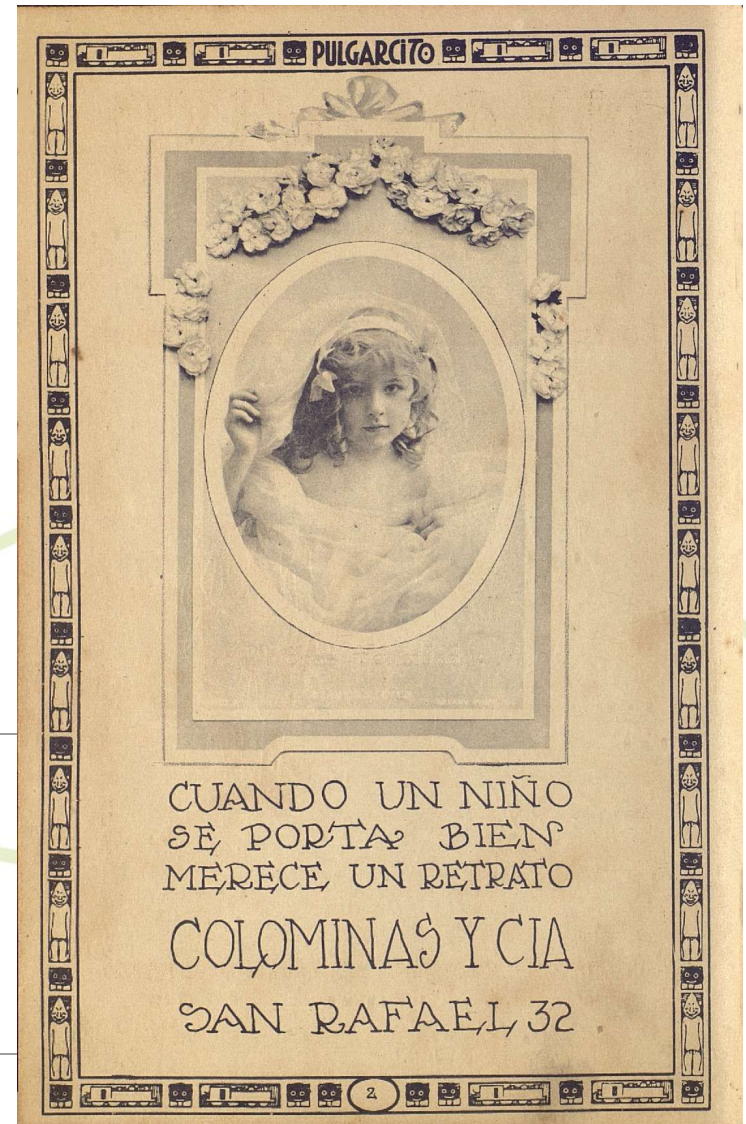 PULGARCITO
CUANDO UN NIÑO
SE PORTA BIEN
MERECE UN RETRATO
COLOMINAS Y CIA
SAN RAFAEL 32
2